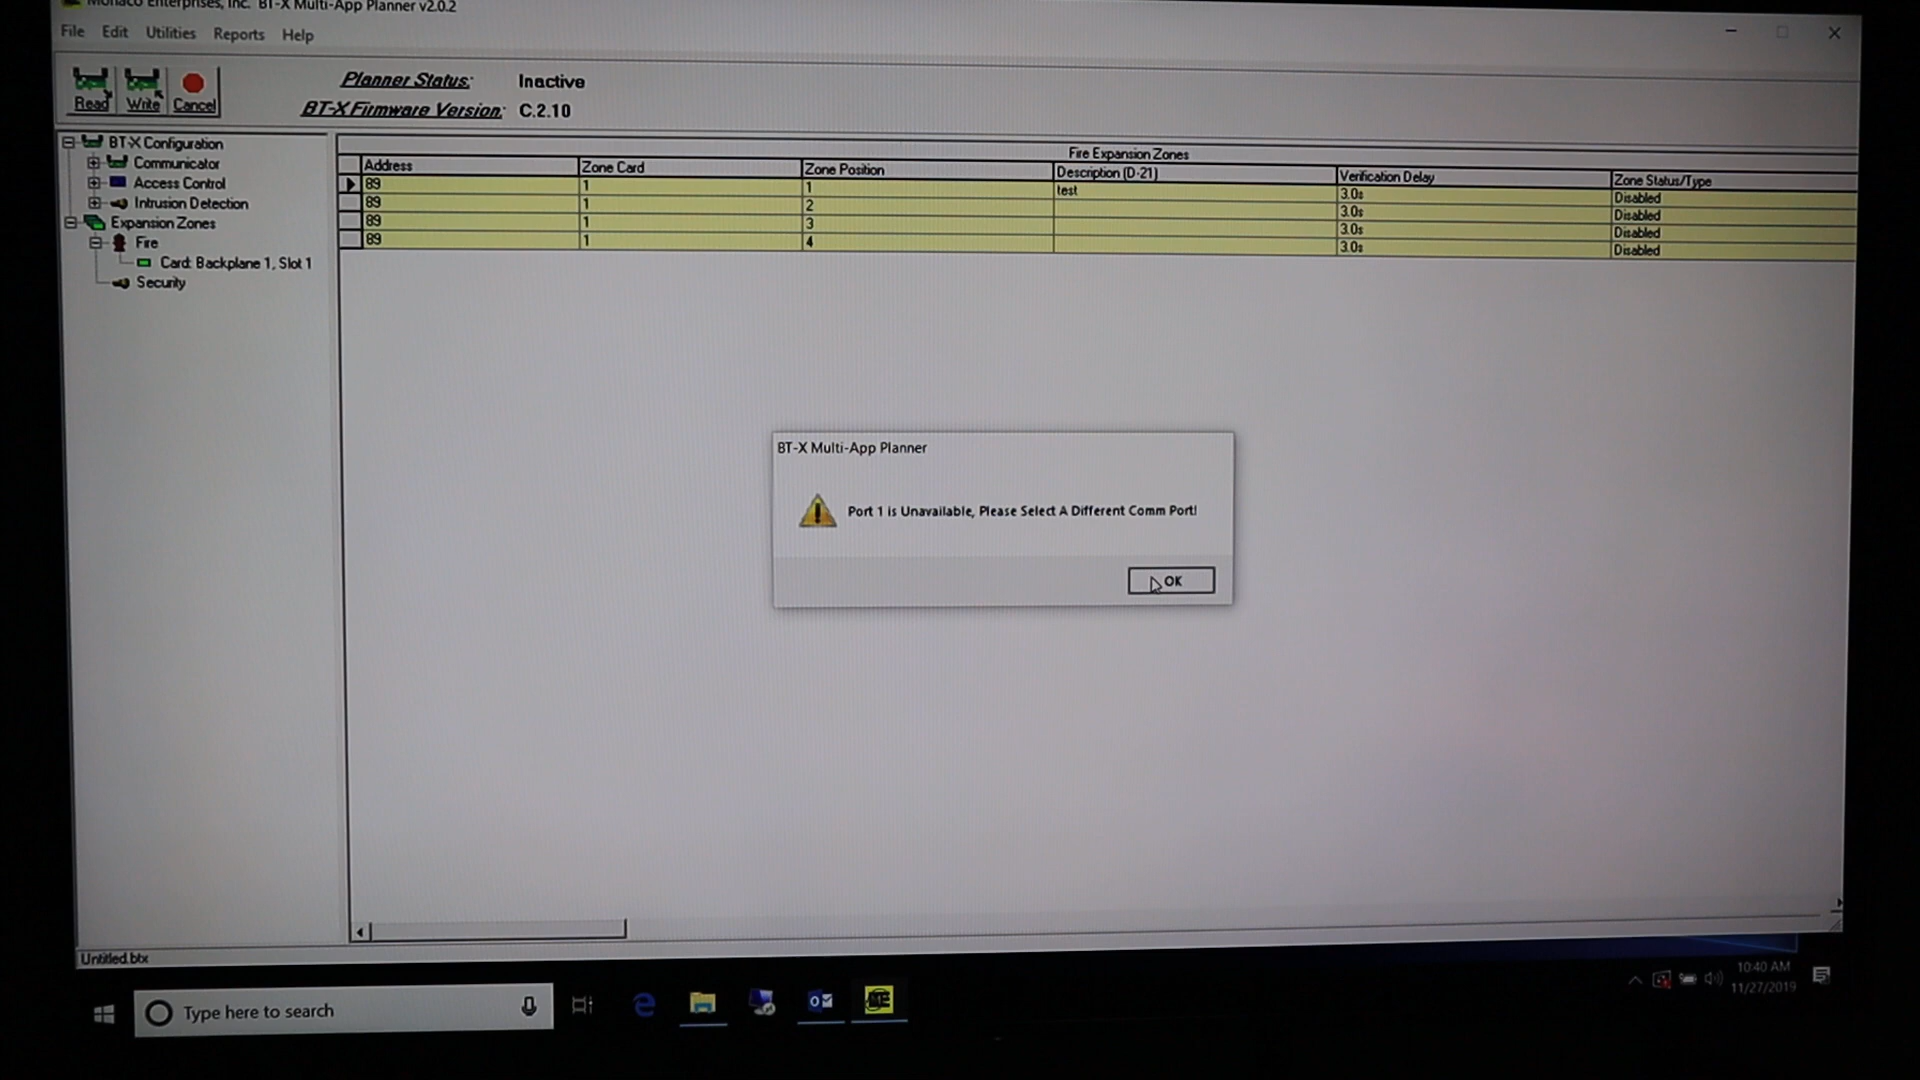 Monaco Enterprises, Inc. BT-X Multi-App Planner v2.0.2
File Edit Utilities Reports Help
Read Write Cancel
Planner Status: Inactive
BT-X Firmware Version: C.2.10
BT-X Configuration
Communicator
Access Control
Intrusion Detection
Expansion Zones
Fire
Card: Backplane 1, Slot 1
Security
Fire Expansion Zones
Address Zone Card Zone Position Description (D-21) Verification Delay Zone Status/Type
89 1 1 test 3.0s Disabled
89 1 2 3.0s Disabled
89 1 3 3.0s Disabled
89 1 4 3.0s Disabled
BT-X Multi-App Planner
Port 1 is Unavailable, Please Select A Different Comm Port!
OK
Untitled.btx
Type here to search
10:40 AM
11/27/2019